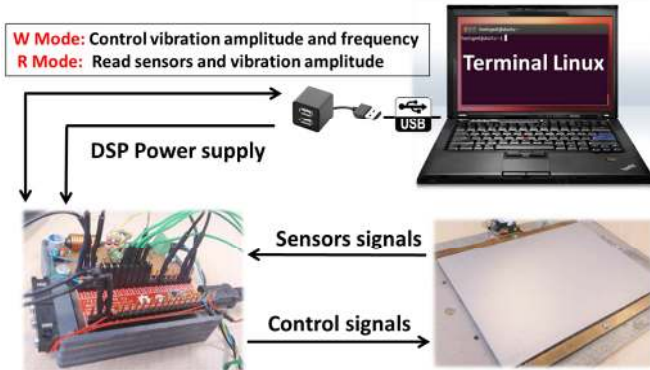 W Mode: Control vibration amplitude and frequency
R Mode: Read sensors and vibration amplitude
Terminal Linux
USB
DSP Power supply
Sensors signals
Control signals